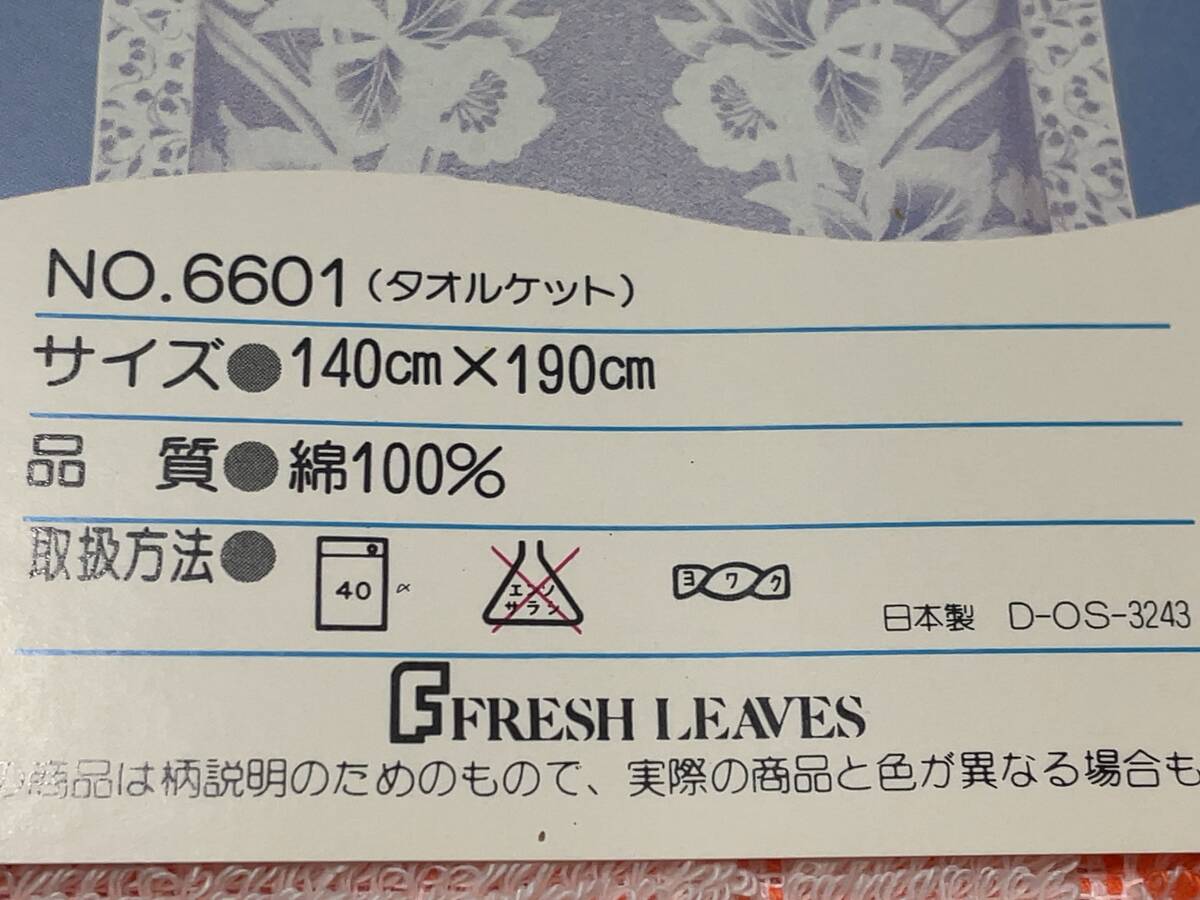 NO.6601(タオルケット)
サイズ●140cm×190cm
品 質●綿100%
取扱方法●
40
エンソ
サラシ
ヨワク
日本製 D-OS-3243
FRESH LEAVES
商品は柄説明のためのもので、実際の商品と色が異なる場合も